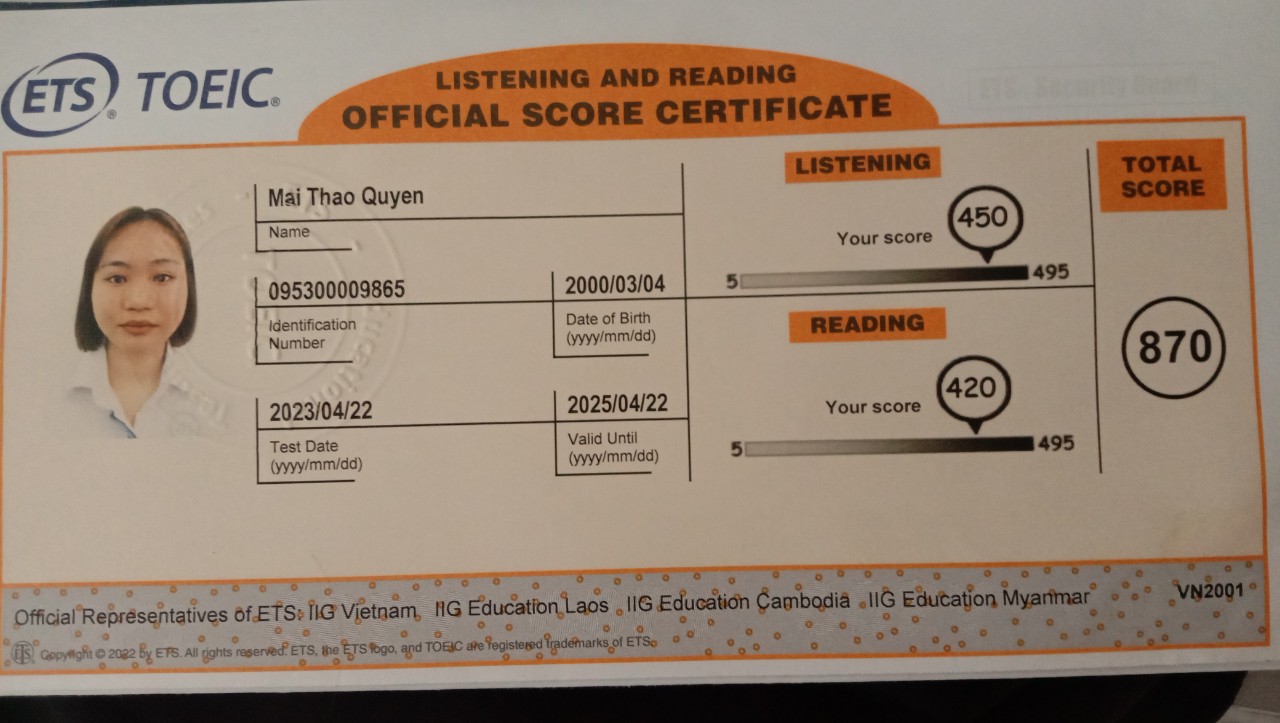 ETS® TOEIC®
LISTENING AND READING
OFFICIAL SCORE CERTIFICATE
Mai Thao Quyen
Name
095300009865
Identification
Number
2000/03/04
Date of Birth
(yyyy/mm/dd)
2023/04/22
Test Date
(yyyy/mm/dd)
2025/04/22
Valid Until
(yyyy/mm/dd)
LISTENING
Your score
450
5
495
READING
Your score
420
5
495
TOTAL
SCORE
870
Official Representatives of ETS: IIG Vietnam IIG Education Laos IIG Education Cambodia IIG Education Myanmar
VN2001
ETS Copyright © 2022 by ETS. All rights reserved. ETS, the ETS logo, and TOEIC are registered trademarks of ETS.